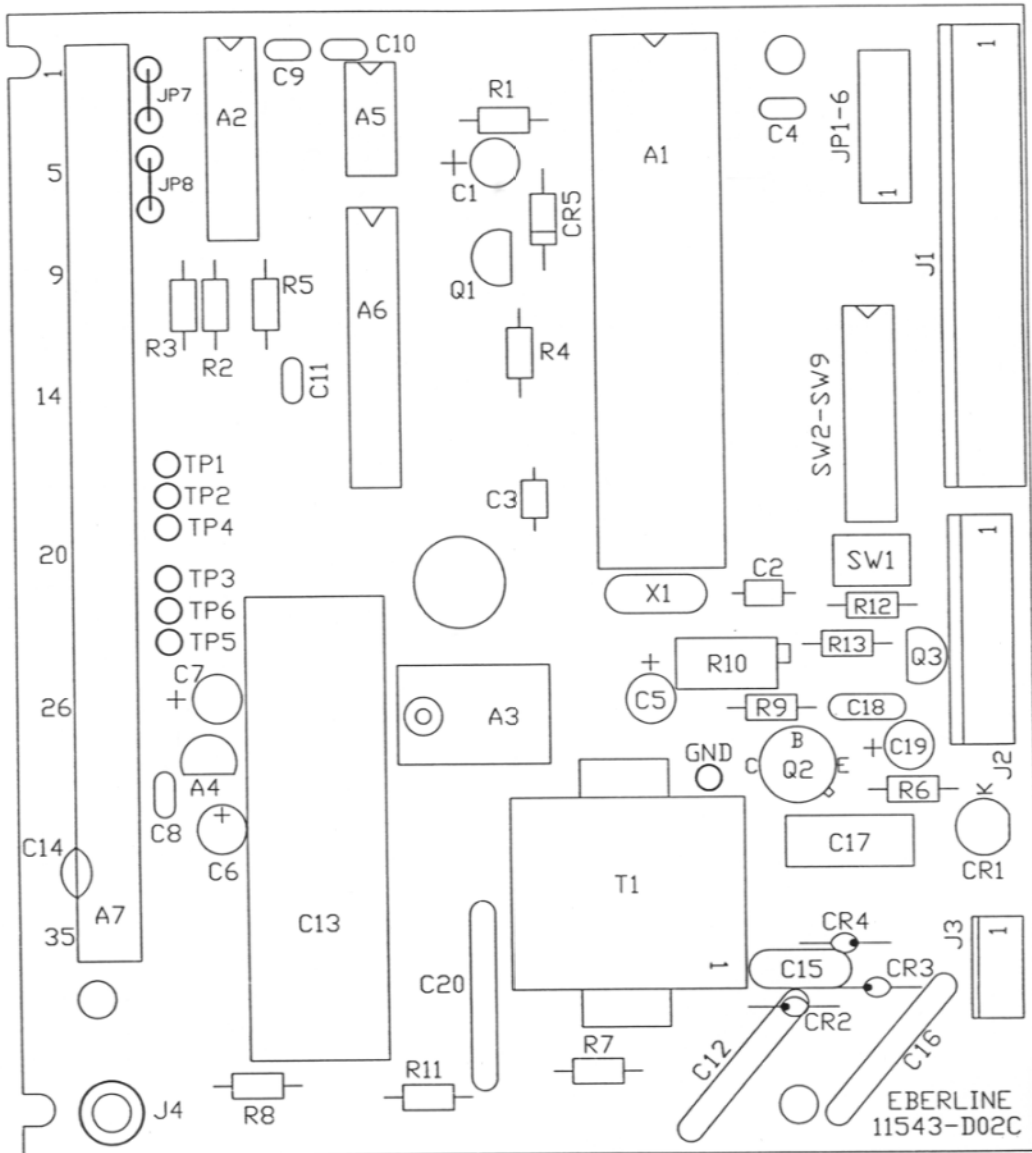 C10
1
C9
1
JP7
R1
A2
A5
C4
JP1-6
A1
5
C1
JP8
1
CR5
J1
9
Q1
R5
A6
R3
R2
R4
C11
14
SW2-SW9
TP1
TP2
C3
TP4
1
20
SW1
C2
TP3
X1
R12
TP6
TP5
R13
C7
R10
Q3
C5
26
A3
R9
C18
GND
B
C19
C
Q2
E
J2
A4
R6
K
C8
C14
C6
C17
CR1
T1
A7
C13
35
CR4
1
J3
1
C15
CR3
C20
CR2
R7
C12
C16
R11
J4
R8
EBERLINE
11543-D02C